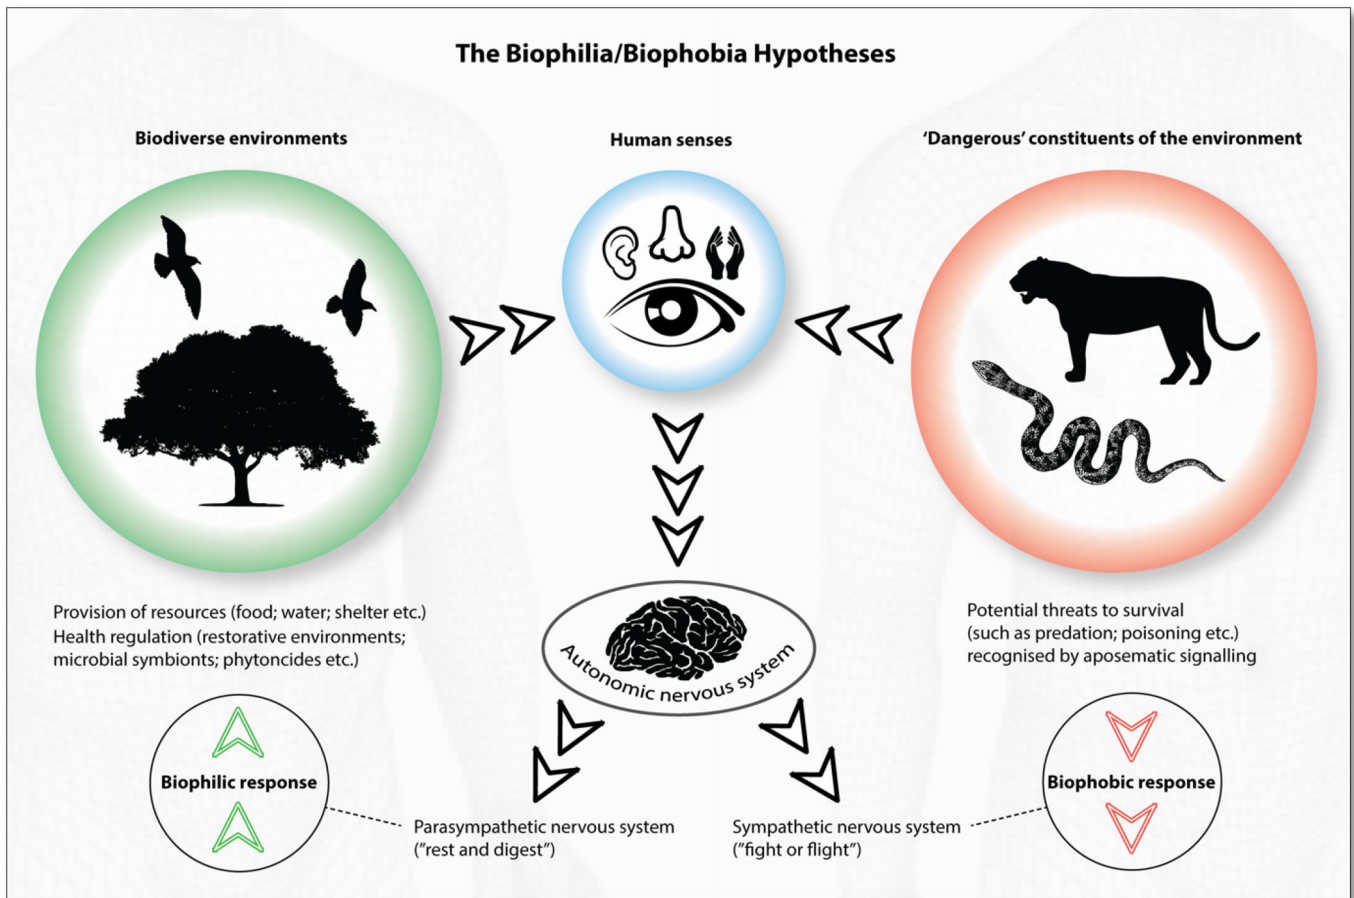 The Biophilia/Biophobia Hypotheses
Biodiverse environments
Human senses
‘Dangerous’ constituents of the environment
Provision of resources (food; water; shelter etc.)
Health regulation (restorative environments;
microbial symbionts; phytoncides etc.)
Potential threats to survival
(such as predation; poisoning etc.)
recognised by aposematic signalling
Autonomic nervous system
Biophilic response
Biophobic response
Parasympathetic nervous system
(”rest and digest”)
Sympathetic nervous system
(”fight or flight”)